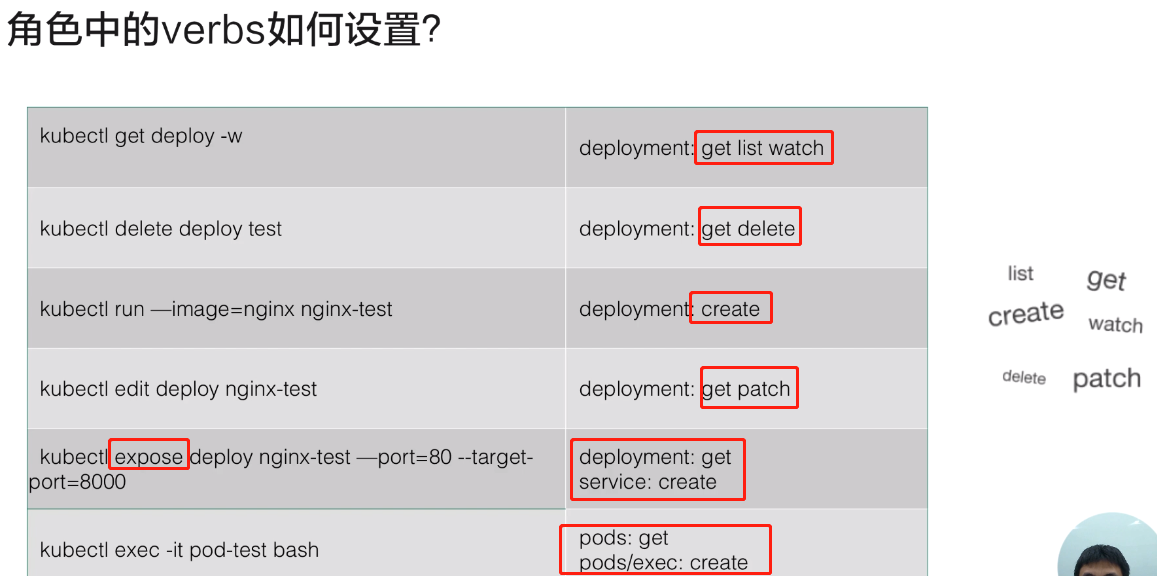 角色中的verbs如何设置?
kubectl get deploy -w
deployment: get list watch
kubectl delete deploy test
deployment: get delete
kubectl run —image=nginx nginx-test
deployment: create
kubectl edit deploy nginx-test
deployment: get patch
kubectl expose deploy nginx-test —port=80 --target-
port=8000
deployment: get
service: create
kubectl exec -it pod-test bash
pods: get
pods/exec: create
list
get
create
watch
delete
patch